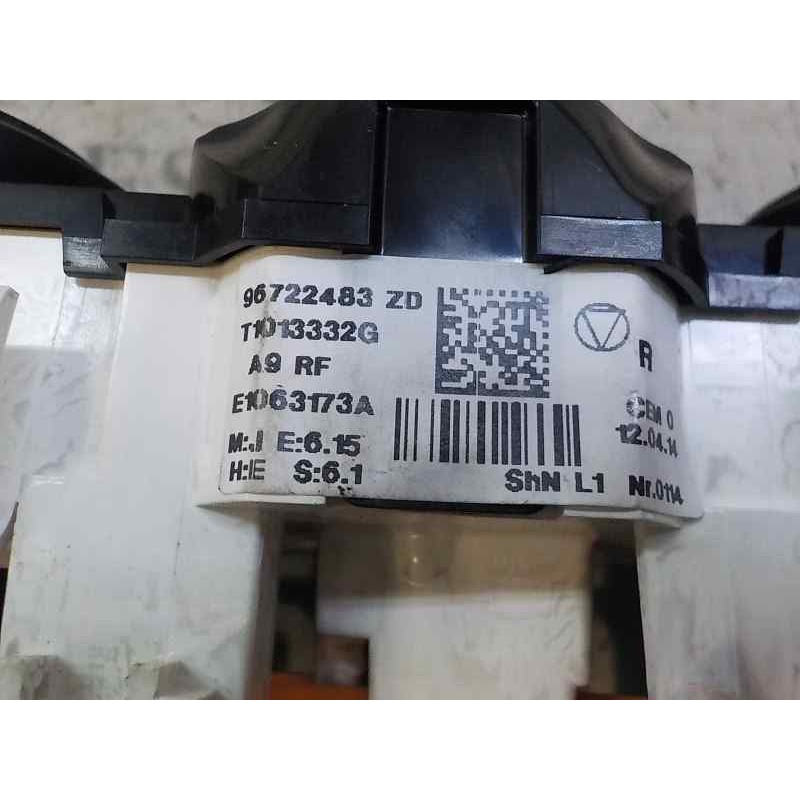 96722483 ZD
T1013332G
A9 RF
R
E1063173A
CEM 0
12.04.14
M:J E:6.15
H:IE S:6.1
ShN L1 Nr.0114